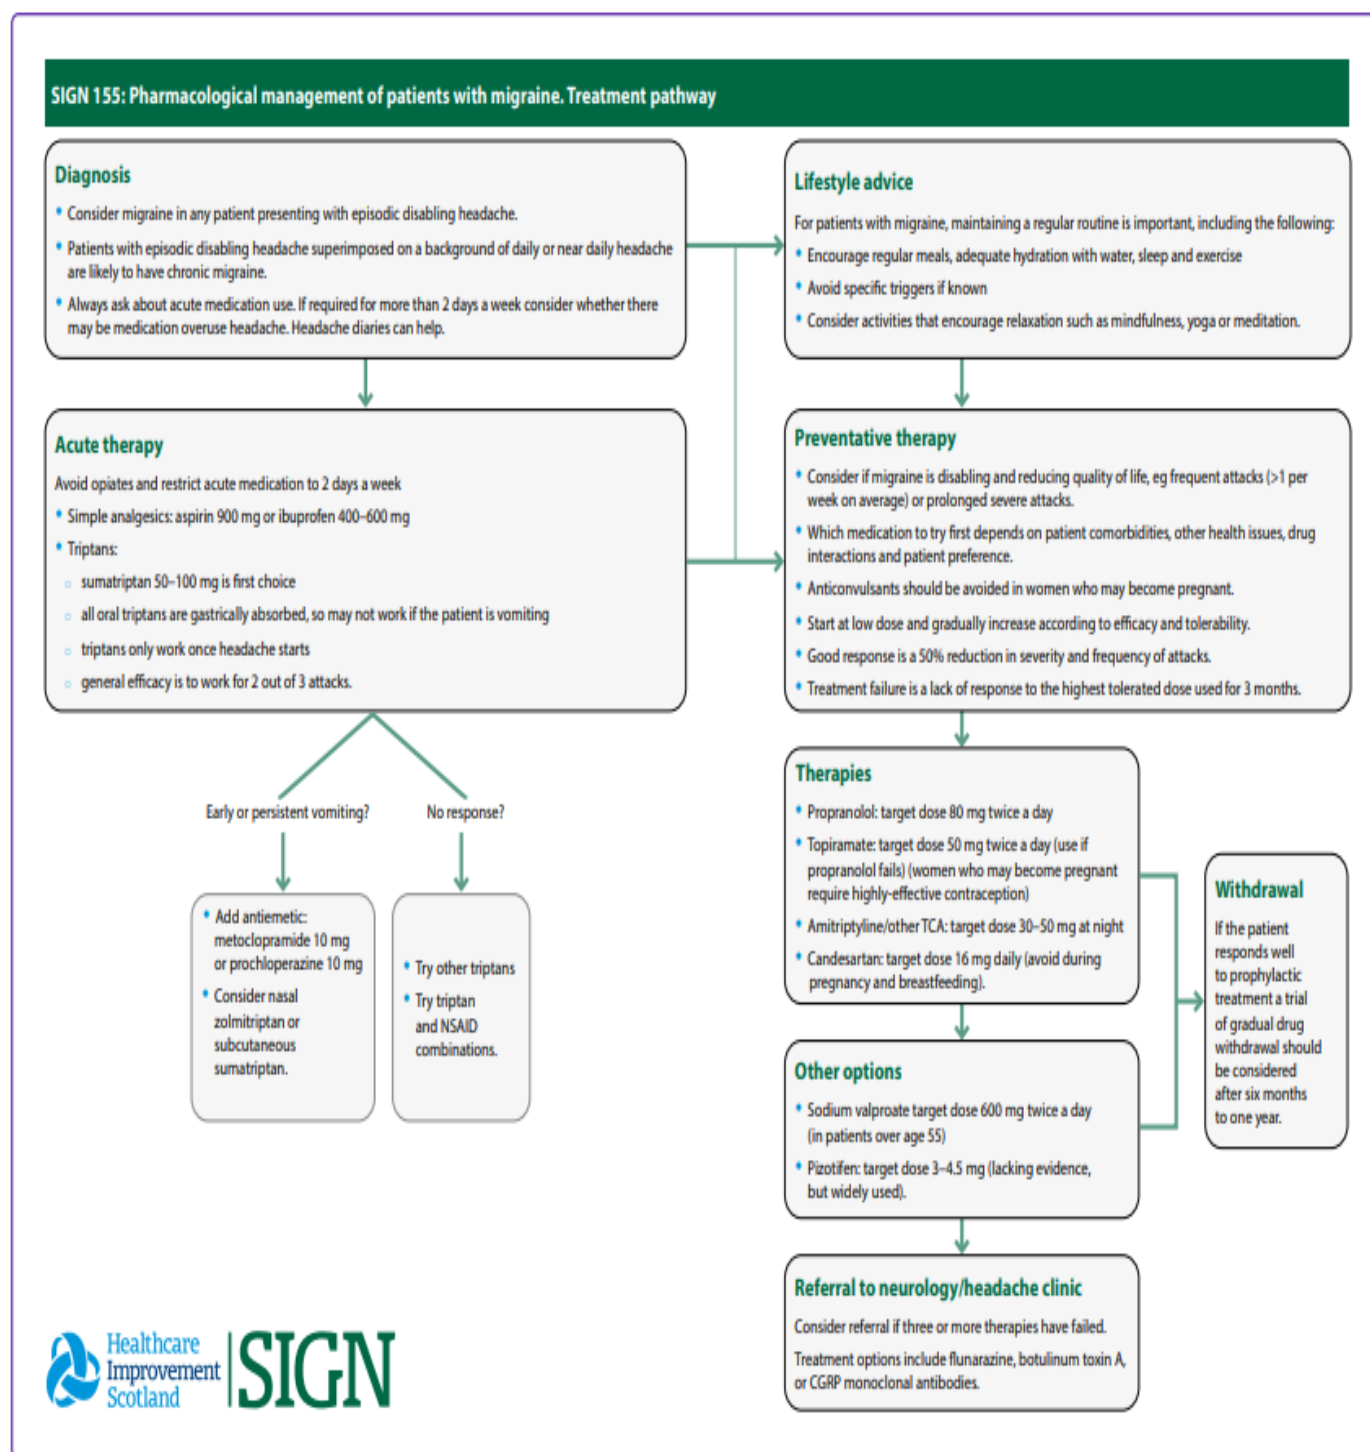 SIGN 155: Pharmacological management of patients with migraine. Treatment pathway
Diagnosis
• Consider migraine in any patient presenting with episodic disabling headache.
• Patients with episodic disabling headache superimposed on a background of daily or near daily headache
are likely to have chronic migraine.
• Always ask about acute medication use. If required for more than 2 days a week consider whether there
may be medication overuse headache. Headache diaries can help.
Lifestyle advice
For patients with migraine, maintaining a regular routine is important, including the following:
• Encourage regular meals, adequate hydration with water, sleep and exercise
• Avoid specific triggers if known
• Consider activities that encourage relaxation such as mindfulness, yoga or meditation.
Acute therapy
Avoid opiates and restrict acute medication to 2 days a week
• Simple analgesics: aspirin 900 mg or ibuprofen 400–600 mg
• Triptans:
○ sumatriptan 50–100 mg is first choice
○ all oral triptans are gastrically absorbed, so may not work if the patient is vomiting
○ triptans only work once headache starts
○ general efficacy is to work for 2 out of 3 attacks.
Early or persistent vomiting?
No response?
• Add antiemetic:
metoclopramide 10 mg
or prochloperazine 10 mg
• Consider nasal
zolmitriptan or
subcutaneous
sumatriptan.
• Try other triptans
• Try triptan
and NSAID
combinations.
Preventative therapy
• Consider if migraine is disabling and reducing quality of life, eg frequent attacks (>1 per
week on average) or prolonged severe attacks.
• Which medication to try first depends on patient comorbidities, other health issues, drug
interactions and patient preference.
• Anticonvulsants should be avoided in women who may become pregnant.
• Start at low dose and gradually increase according to efficacy and tolerability.
• Good response is a 50% reduction in severity and frequency of attacks.
• Treatment failure is a lack of response to the highest tolerated dose used for 3 months.
Therapies
• Propranolol: target dose 80 mg twice a day
• Topiramate: target dose 50 mg twice a day (use if
propranolol fails) (women who may become pregnant
require highly-effective contraception)
• Amitriptyline/other TCA: target dose 30–50 mg at night
• Candesartan: target dose 16 mg daily (avoid during
pregnancy and breastfeeding).
Withdrawal
If the patient
responds well
to prophylactic
treatment a trial
of gradual drug
withdrawal should
be considered
after six months
to one year.
Other options
• Sodium valproate target dose 600 mg twice a day
(in patients over age 55)
• Pizotifen: target dose 3–4.5 mg (lacking evidence,
but widely used).
Referral to neurology/headache clinic
Consider referral if three or more therapies have failed.
Treatment options include flunarazine, botulinum toxin A,
or CGRP monoclonal antibodies.
Healthcare
Improvement
Scotland
SIGN